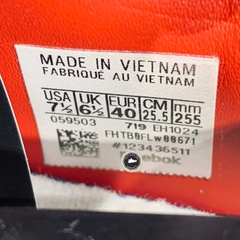 MADE IN VIETNAM
FABRIQUÉ AU VIETNAM
USA UK EUR CM mm
7½ 6½ 40 25.5 255
059503 719 EH1024
FHTB0FLw00671
#123436511
Reebok